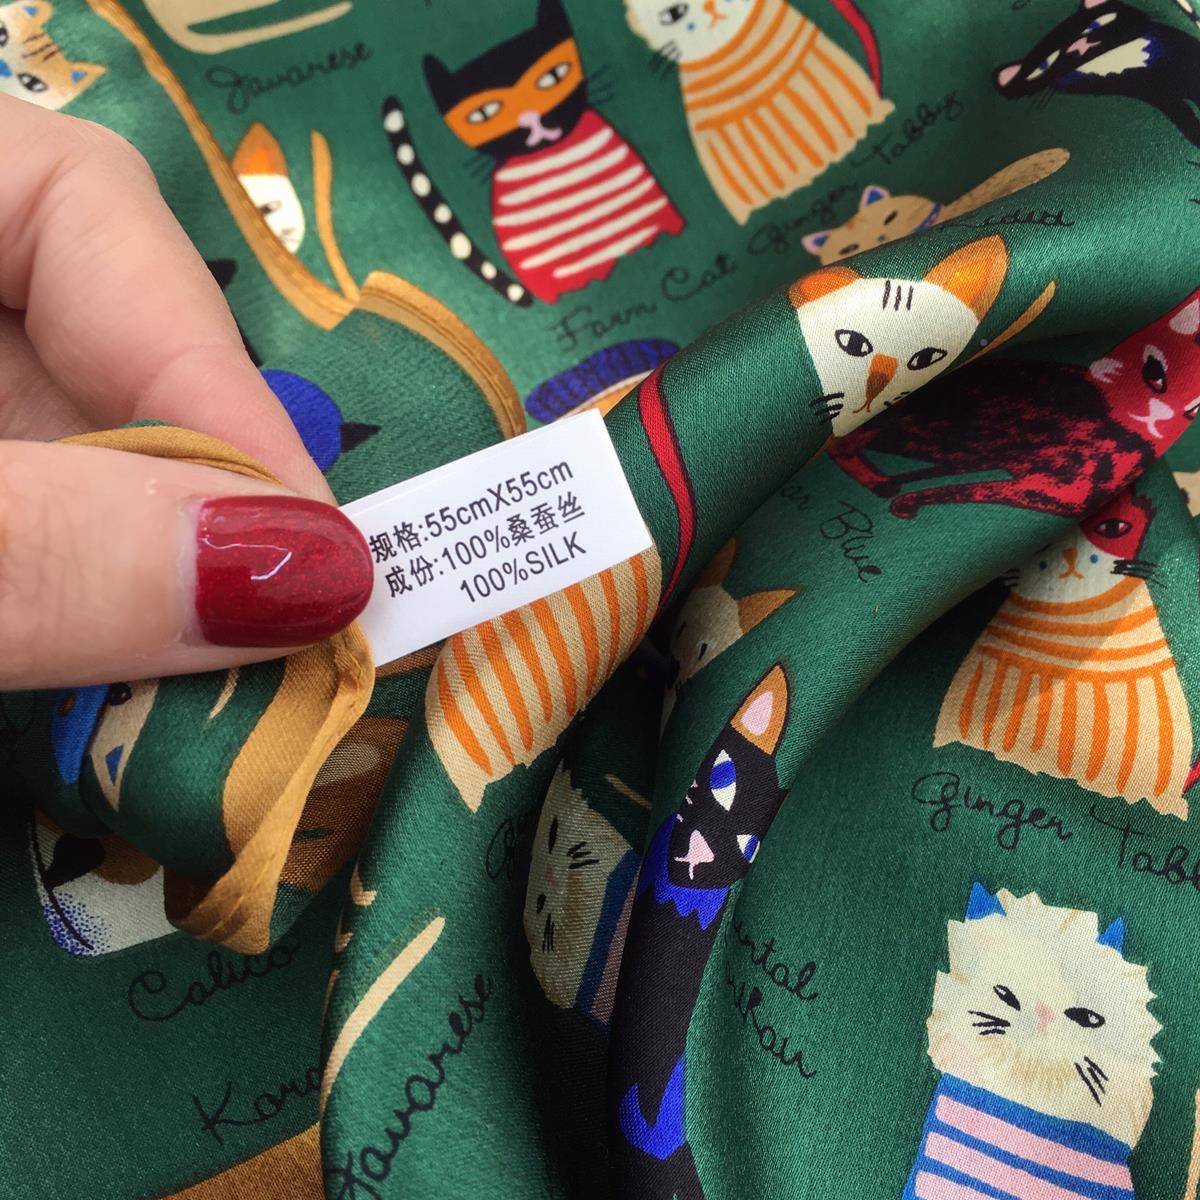 Javanese
Farm Cat
Ginger Tabby
规格:55cmX55cm
成份:100%桑蚕丝
100%SILK
Blue
Ginger
Calico
Javanese